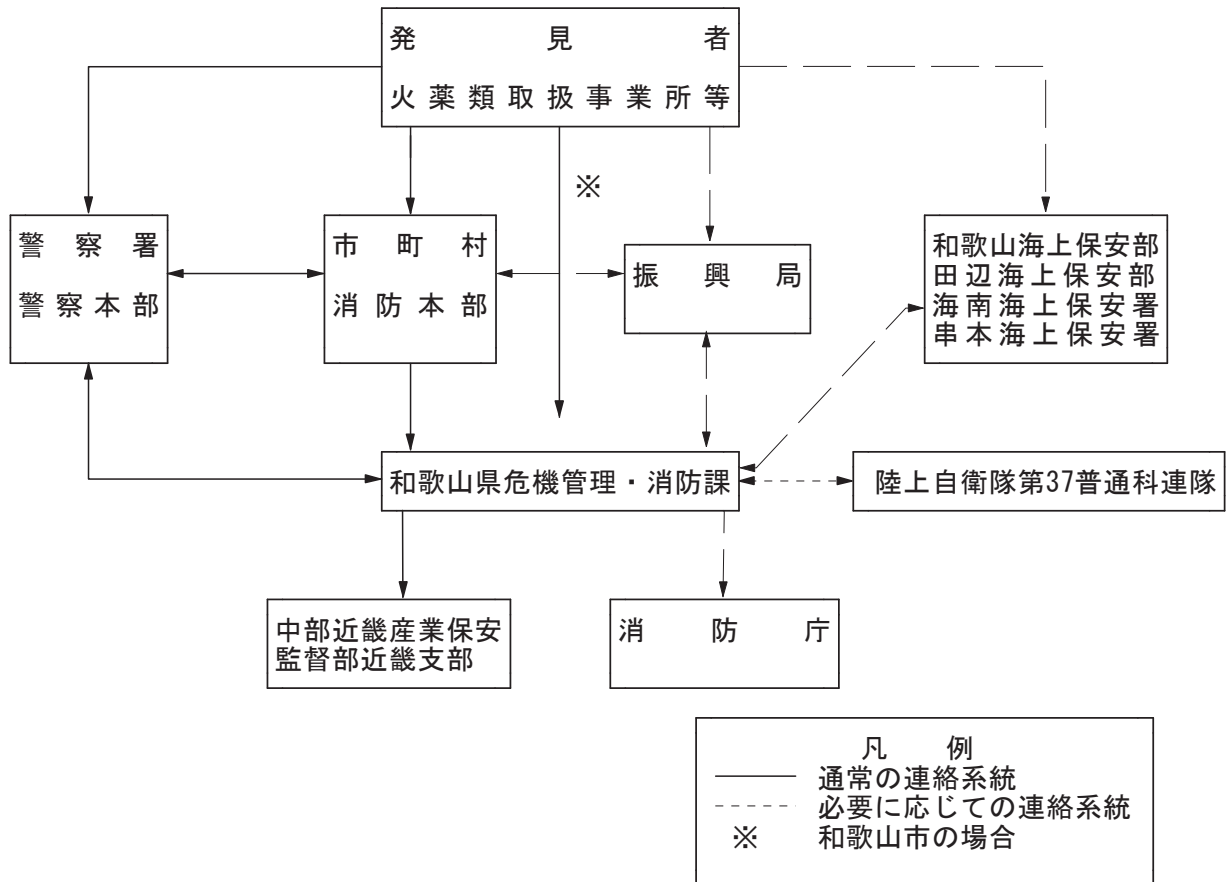 発見者
火薬類取扱事業所等
※
警察署
警察本部
市町村
消防本部
振興局
和歌山海上保安部
田辺海上保安部
海南海上保安署
串本海上保安署
和歌山県危機管理・消防課
陸上自衛隊第37普通科連隊
中部近畿産業保安
監督部近畿支部
消防庁
凡例
通常の連絡系統
必要に応じての連絡系統
※ 和歌山市の場合